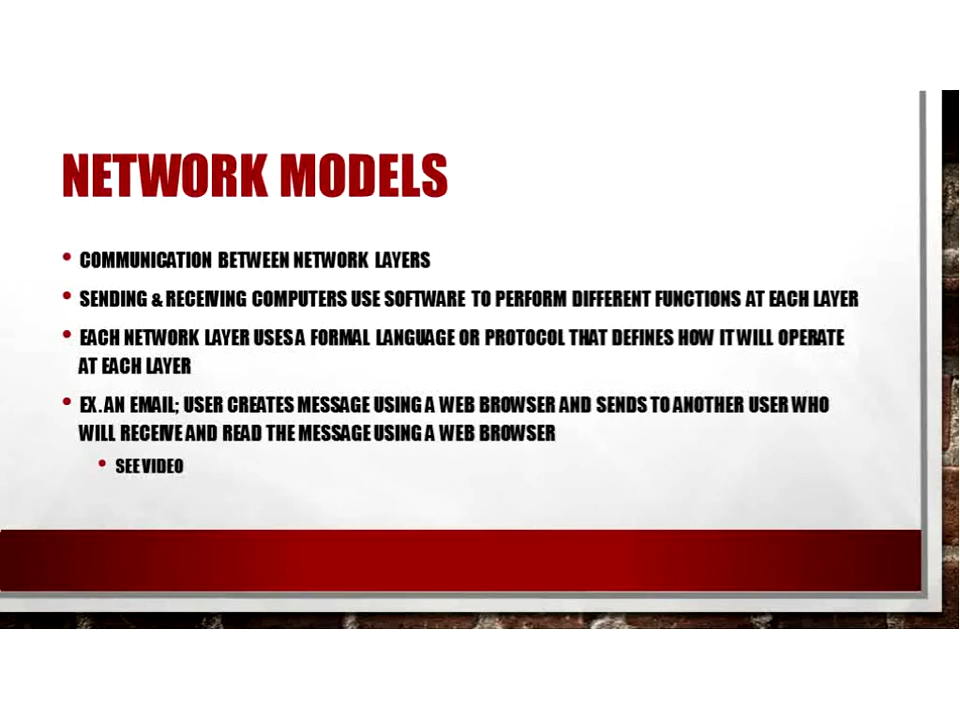 NETWORK MODELS
• COMMUNICATION BETWEEN NETWORK LAYERS
• SENDING & RECEIVING COMPUTERS USE SOFTWARE TO PERFORM DIFFERENT FUNCTIONS AT EACH LAYER
• EACH NETWORK LAYER USES A FORMAL LANGUAGE OR PROTOCOL THAT DEFINES HOW IT WILL OPERATE
AT EACH LAYER
• EX. AN EMAIL; USER CREATES MESSAGE USING A WEB BROWSER AND SENDS TO ANOTHER USER WHO
WILL RECEIVE AND READ THE MESSAGE USING A WEB BROWSER
• SEE VIDEO